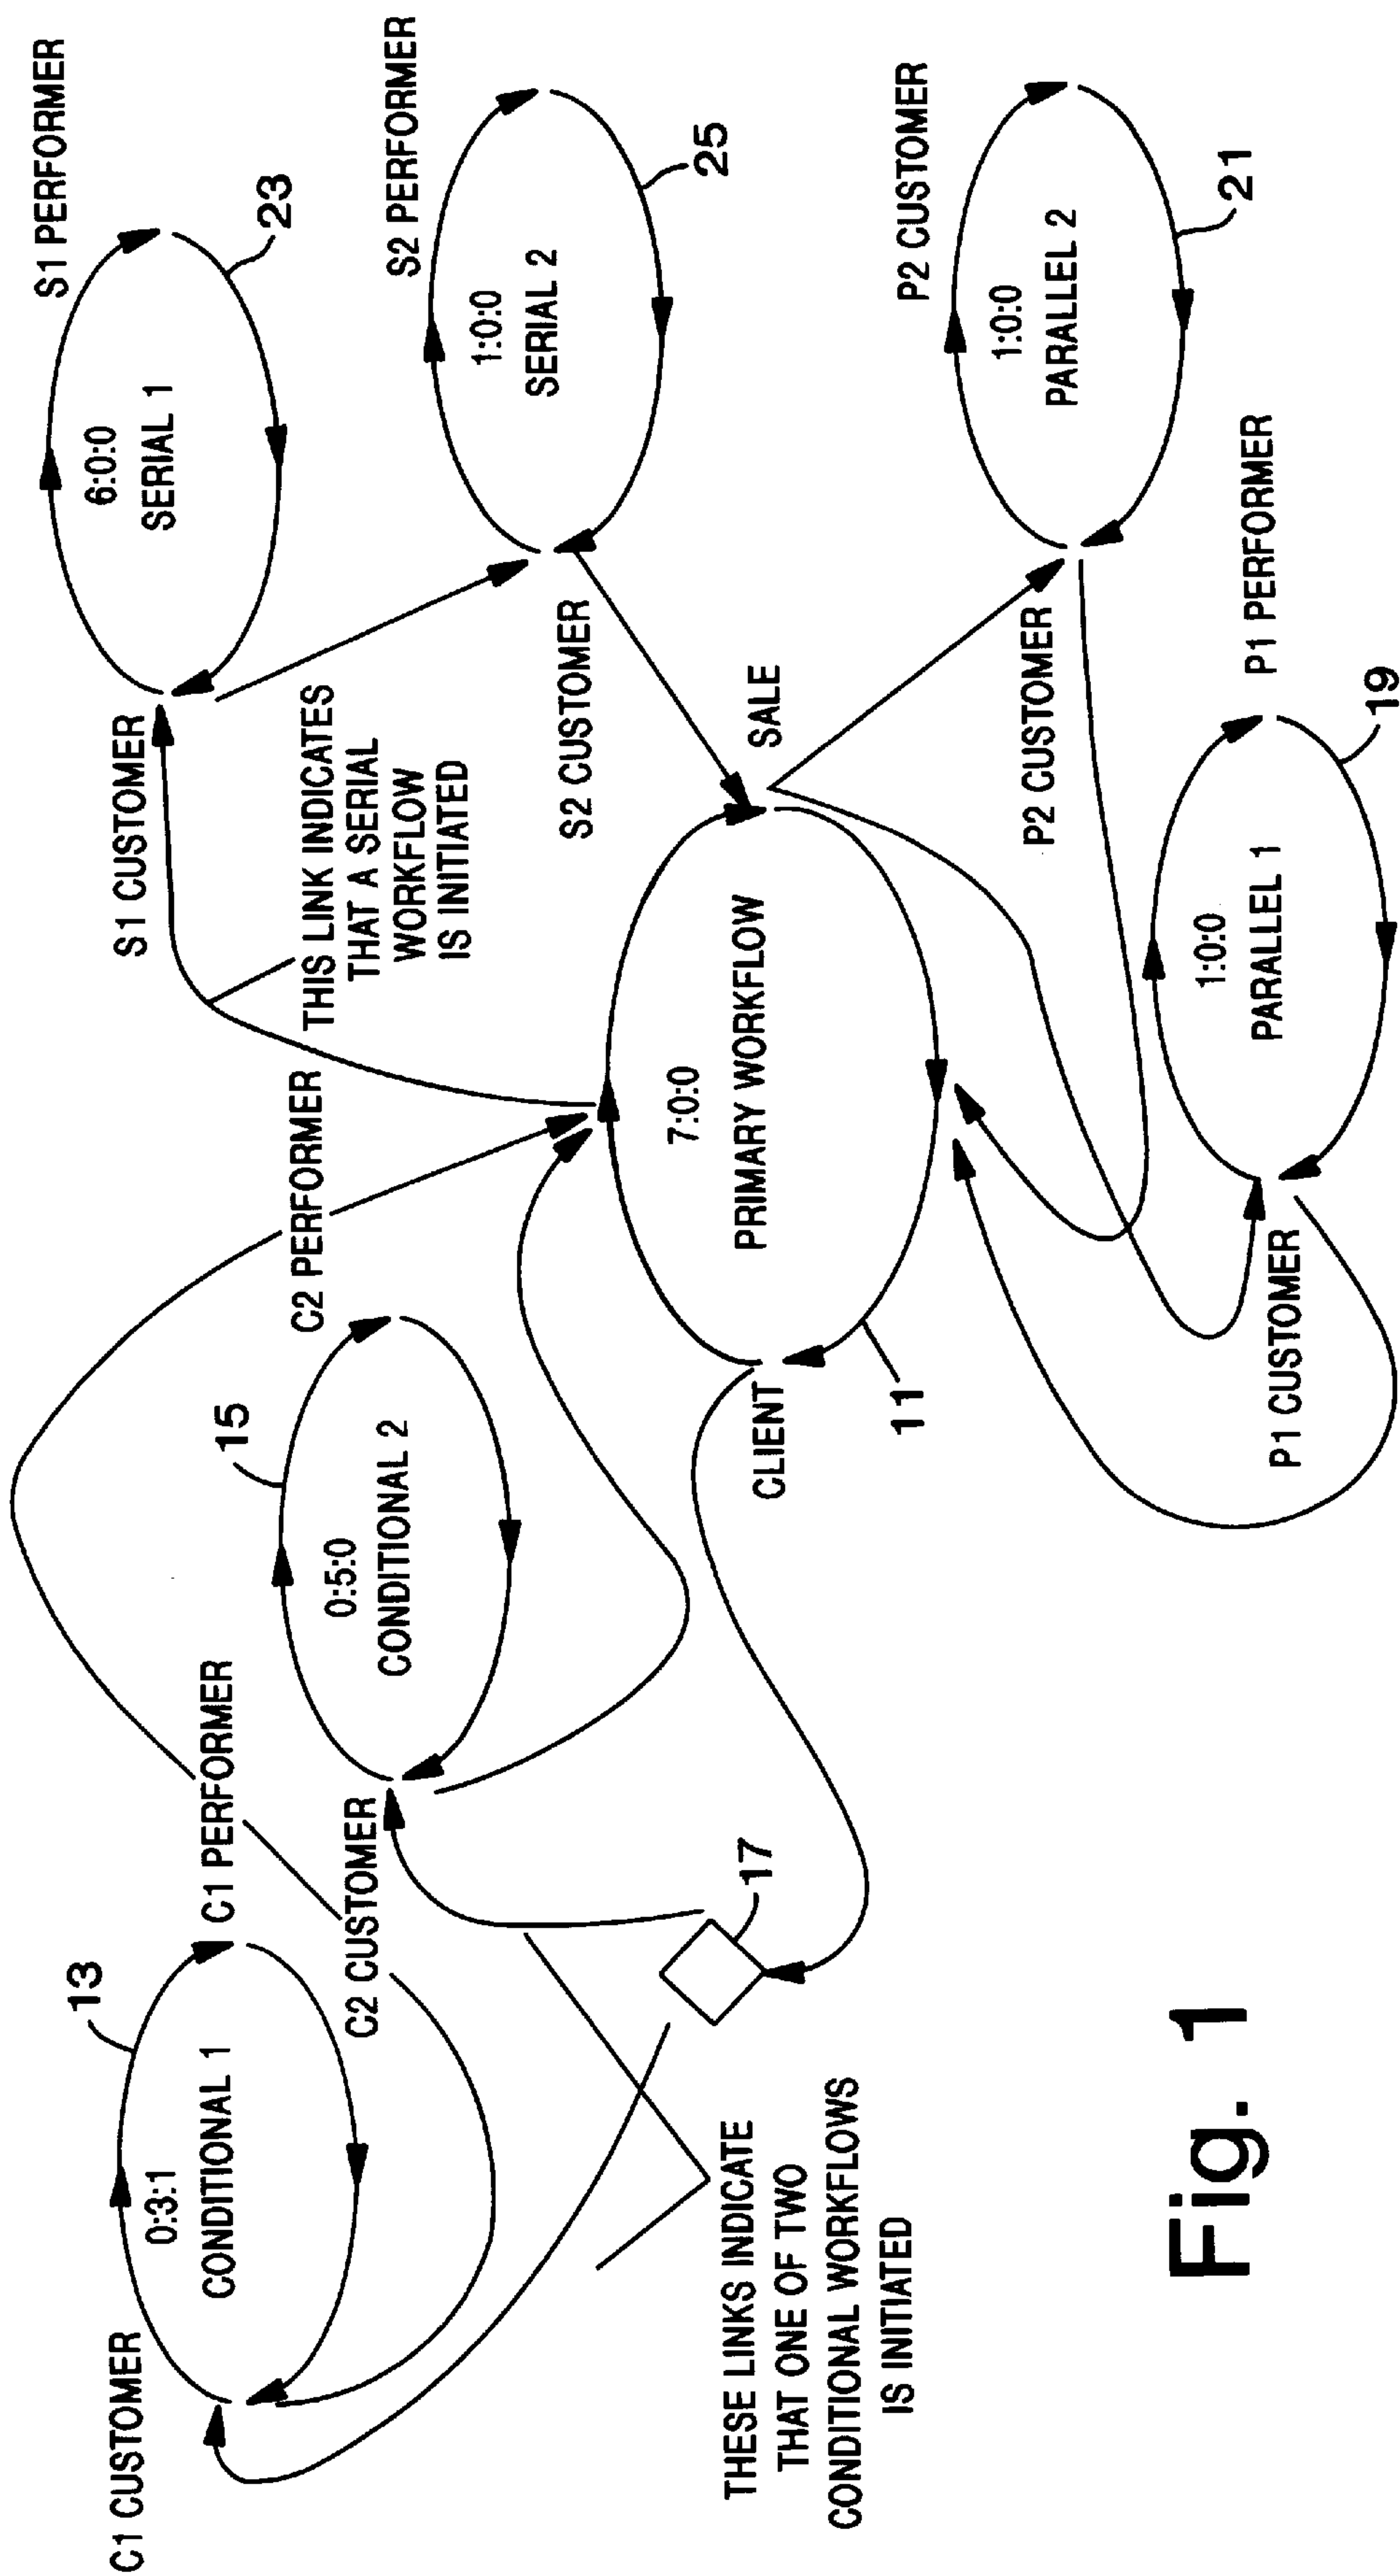 C1 CUSTOMER
13
0:3:1
CONDITIONAL 1
C1 PERFORMER
C2 CUSTOMER
15
0:5:0
CONDITIONAL 2
C2 PERFORMER
THESE LINKS INDICATE
THAT ONE OF TWO
CONDITIONAL WORKFLOWS
IS INITIATED
17
CLIENT
11
7:0:0
PRIMARY WORKFLOW
SALE
THIS LINK INDICATES
THAT A SERIAL
WORKFLOW
IS INITIATED
S1 CUSTOMER
6:0:0
SERIAL 1
S1 PERFORMER
23
S2 CUSTOMER
1:0:0
SERIAL 2
S2 PERFORMER
25
P2 CUSTOMER
1:0:0
PARALLEL 2
P2 CUSTOMER
21
P1 CUSTOMER
1:0:0
PARALLEL 1
P1 PERFORMER
19
Fig. 1